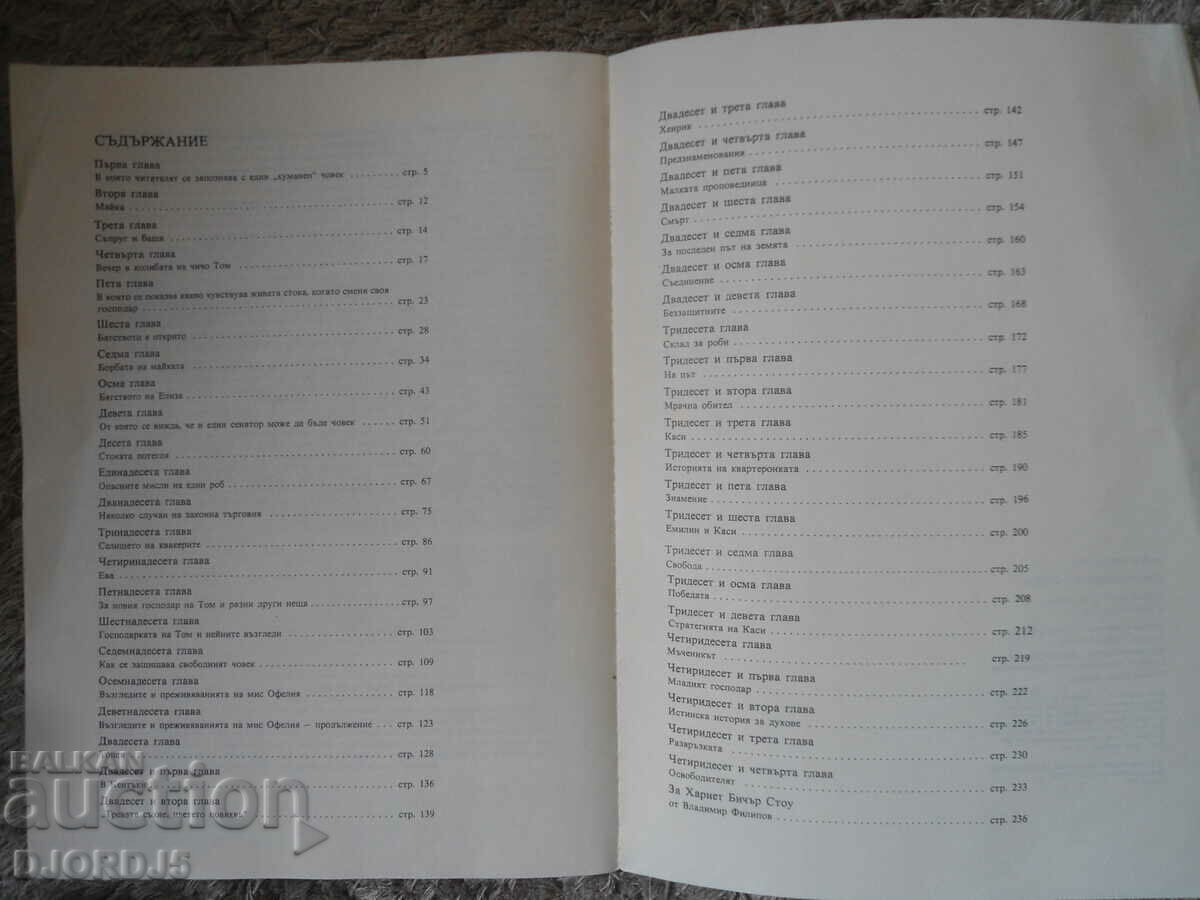 СЪДЪРЖАНИЕ
Първа глава
В която читателят се запознава с един „хуманен" човек ........ стр. 5
Втора глава
Майка ........ стр. 12
Трета глава
Съпруг и баща ........ стр. 14
Четвърта глава
Вечер в колибата на чичо Том ........ стр. 17
Пета глава
В която се показва какво чувствува живата стока, когато смени своя
господар ........ стр. 23
Шеста глава
Бягството е открито ........ стр. 28
Седма глава
Борбата на майката ........ стр. 34
Осма глава
Бягството на Елиза ........ стр. 43
Девета глава
От която се вижда, че и един сенатор може да бъде човек ........ стр. 51
Десета глава
Стоката потегля ........ стр. 60
Единадесета глава
Опасните мисли на един роб ........ стр. 67
Дванадесета глава
Няколко случаи на законна търговия ........ стр. 75
Тринадесета глава
Селището на квакерите ........ стр. 86
Четиринадесета глава
Ева ........ стр. 91
Петнадесета глава
За новия господар на Том и разни други неща ........ стр. 97
Шестнадесета глава
Господарката на Том и нейните възгледи ........ стр. 103
Седемнадесета глава
Как се защищава свободният човек ........ стр. 109
Осемнадесета глава
Възгледите и преживяванията на мис Офелия ........ стр. 118
Деветнадесета глава
Възгледите и преживяванията на мис Офелия — продължение .... стр. 123
Двадесета глава
Топси ........ стр. 128
Двадесет и първа глава
В Кентъки ........ стр. 136
Двадесет и втора глава
„Тревата съхне, цветето повяхва" ........ стр. 139
Двадесет и трета глава
Хенрик ........ стр. 142
Двадесет и четвърта глава
Предзнаменования ........ стр. 147
Двадесет и пета глава
Малката проповедница ........ стр. 151
Двадесет и шеста глава
Смърт ........ стр. 154
Двадесет и седма глава
За последен път на земята ........ стр. 160
Двадесет и осма глава
Съединение ........ стр. 163
Двадесет и девета глава
Беззащитните ........ стр. 168
Тридесета глава
Склад за роби ........ стр. 172
Тридесет и първа глава
На път ........ стр. 177
Тридесет и втора глава
Мрачна обител ........ стр. 181
Тридесет и трета глава
Каси ........ стр. 185
Тридесет и четвърта глава
Историята на квартеронката ........ стр. 190
Тридесет и пета глава
Знамение ........ стр. 196
Тридесет и шеста глава
Емилин и Каси ........ стр. 200
Тридесет и седма глава
Свобода ........ стр. 205
Тридесет и осма глава
Победата ........ стр. 208
Тридесет и девета глава
Стратегията на Каси ........ стр. 212
Четиридесета глава
Мъченикът ........ стр. 219
Четиридесет и първа глава
Младият господар ........ стр. 222
Четиридесет и втора глава
Истинска история за духове ........ стр. 226
Четиридесет и трета глава
Развръзката ........ стр. 230
Четиридесет и четвърта глава
Освободителят ........ стр. 233
За Хариет Бичър Стоу
от Владимир Филипов ........ стр. 236
BALKAN
auction
DJORDJ5